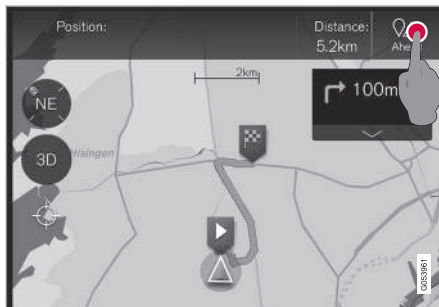 Position:
Distance:
5.2km
Ahe
2km
100m
NE
3D
Hisingen
G053961